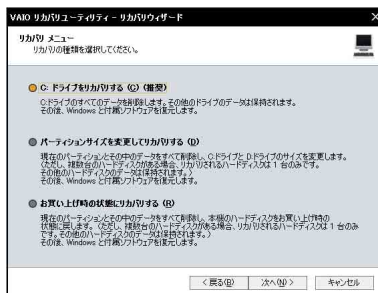 VAIO リカバリユーティリティ - リカバリウィザード
リカバリ メニュー
リカバリの種類を選択してください。
C: ドライブをリカバリする (C) (推奨)
C:ドライブのすべてのデータを削除します。その他のドライブのデータは保持されます。
その後、Windows と付属ソフトウェアを復元します。
パーティションサイズを変更してリカバリする (D)
現在のパーティションとその中のデータをすべて削除し、C:ドライブと D:ドライブのサイズを変更します。
(ただし、複数台のハードディスクがある場合、リカバリされるハードディスクは 1 台のみです。
その他のハードディスクのデータは保持されます。)
その後、Windows と付属ソフトウェアを復元します。
お買い上げ時の状態にリカバリする (R)
現在のパーティションとその中のデータをすべて削除し、本機のハードディスクをお買い上げ時の
状態に戻します。(ただし、複数台のハードディスクがある場合、リカバリされるハードディスクは 1 台のみ
です。その他のハードディスクのデータは保持されます。)
その後、Windows と付属ソフトウェアを復元します。
< 戻る(B) 次へ(N) > キャンセル